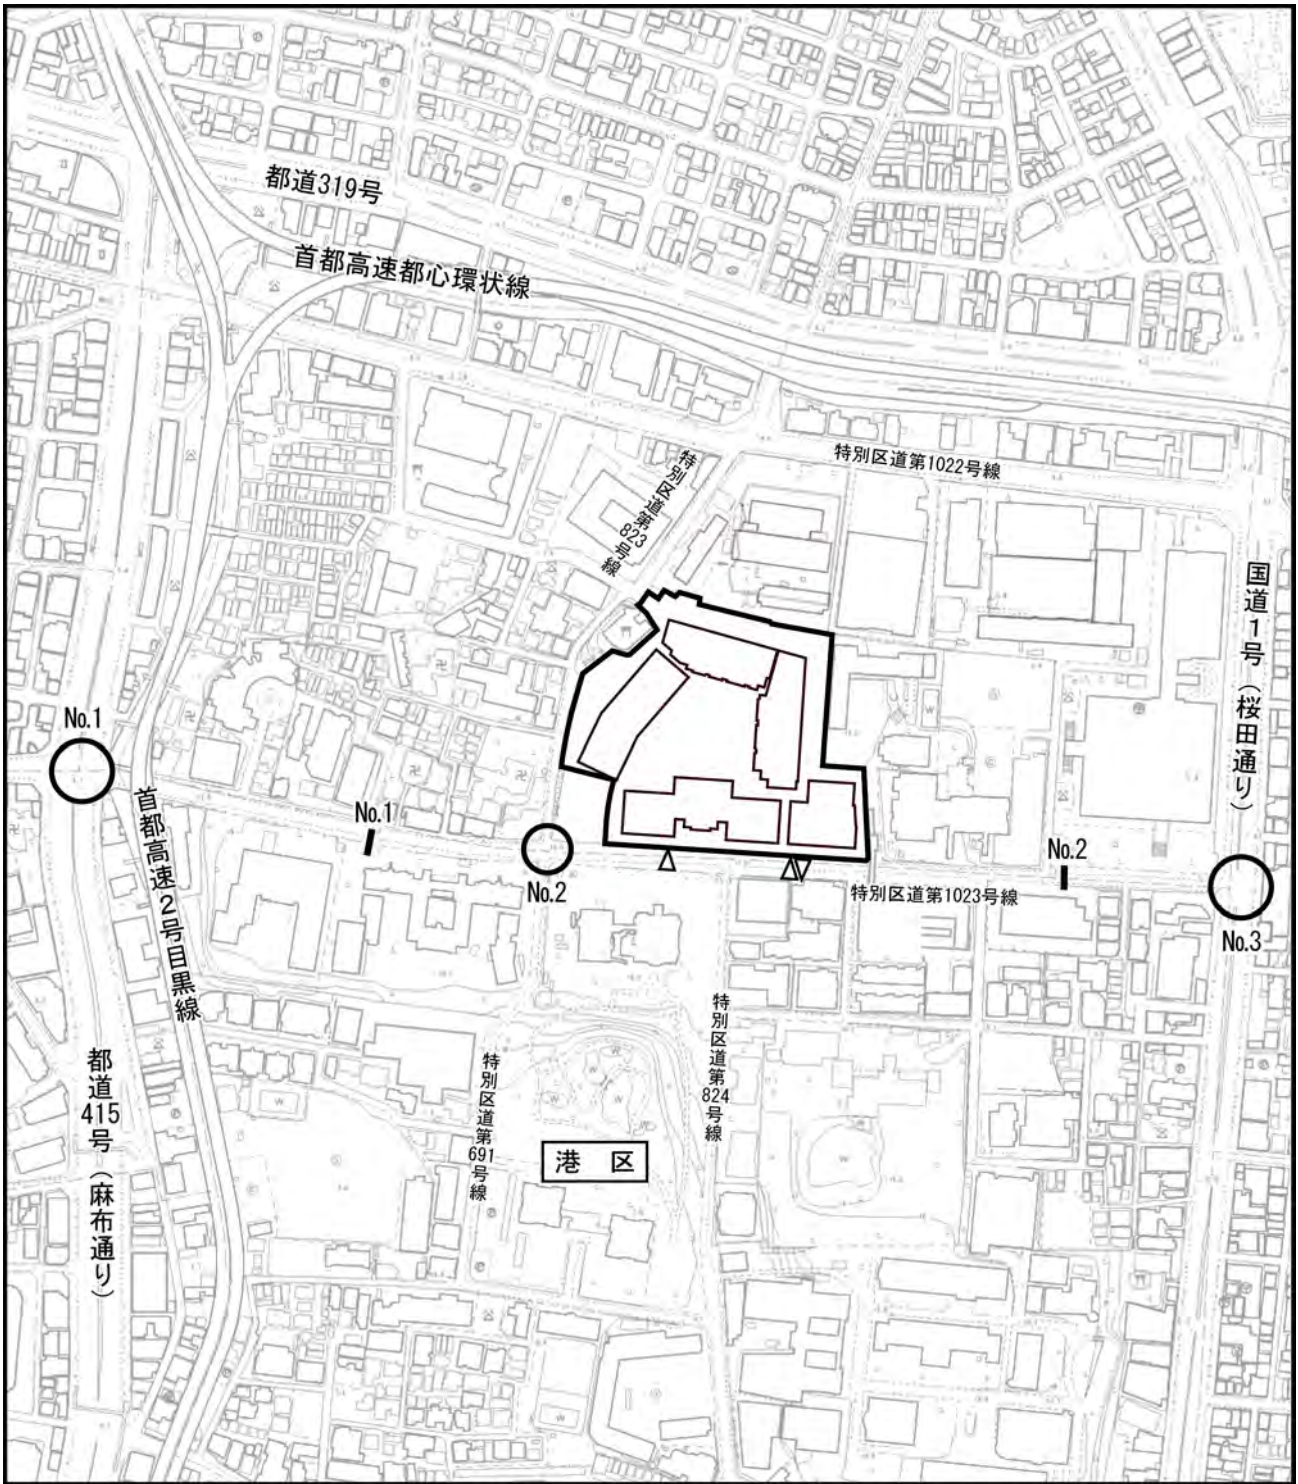 都道319号
首都高速都心環状線
特別区道第1022号線
特別区道第823号線
国道1号（桜田通り）
No.1
No.1
首都高速2号目黒線
No.2
No.2
特別区道第1023号線
No.3
特別区道第824号線
都道415号（麻布通り）
特別区道第691号線
港区